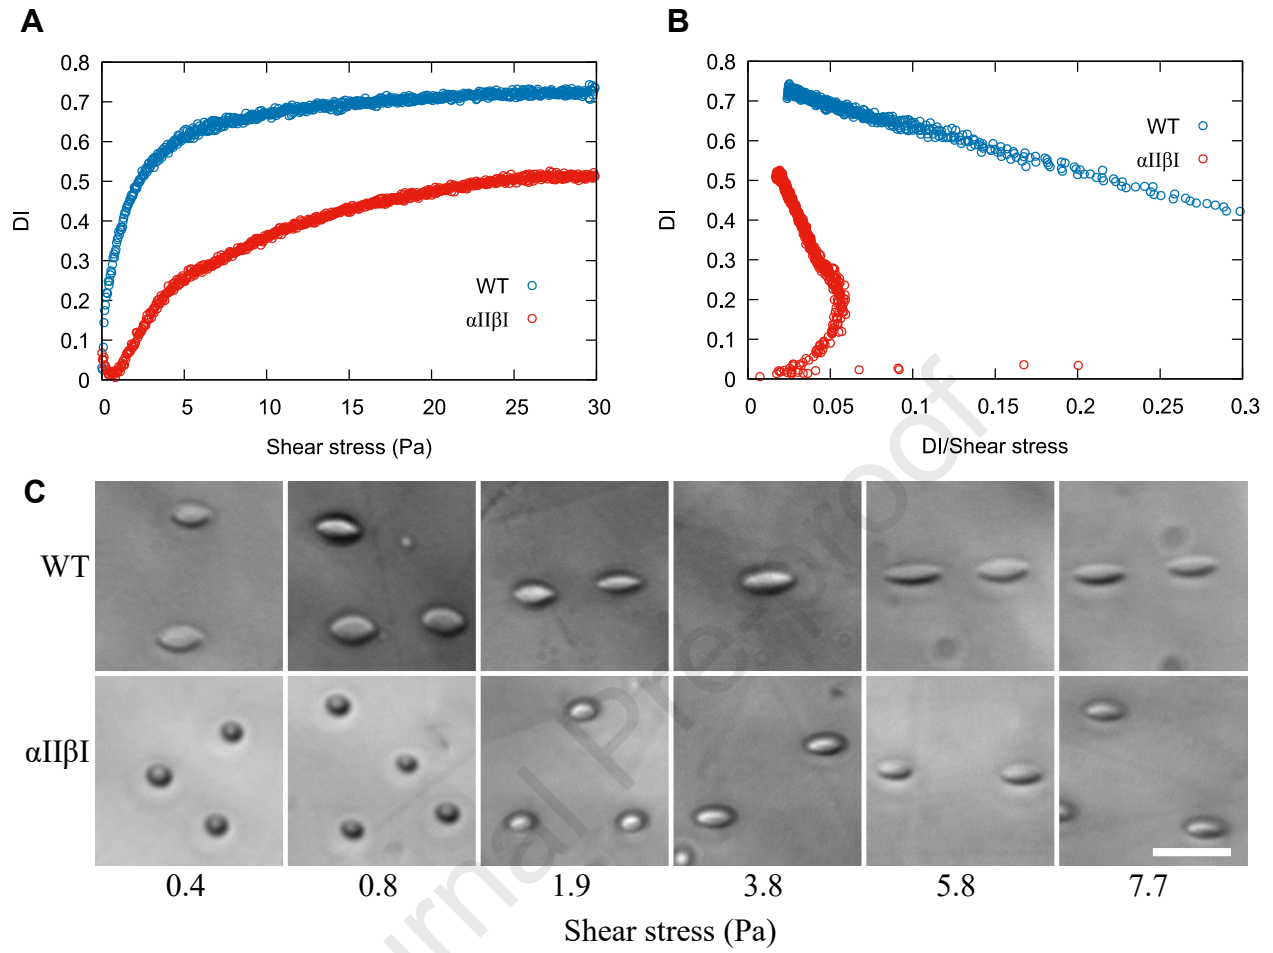 A
B
0.8
0.7
0.6
0.5
0.4
0.3
0.2
0.1
0
DI
WT
αIIβI
0 5 10 15 20 25 30
Shear stress (Pa)
0.8
0.7
0.6
0.5
0.4
0.3
0.2
0.1
0
DI
WT
αIIβI
0 0.05 0.1 0.15 0.2 0.25 0.3
DI/Shear stress
C
WT
αIIβI
0.4 0.8 1.9 3.8 5.8 7.7
Shear stress (Pa)
Journal Pre-proof